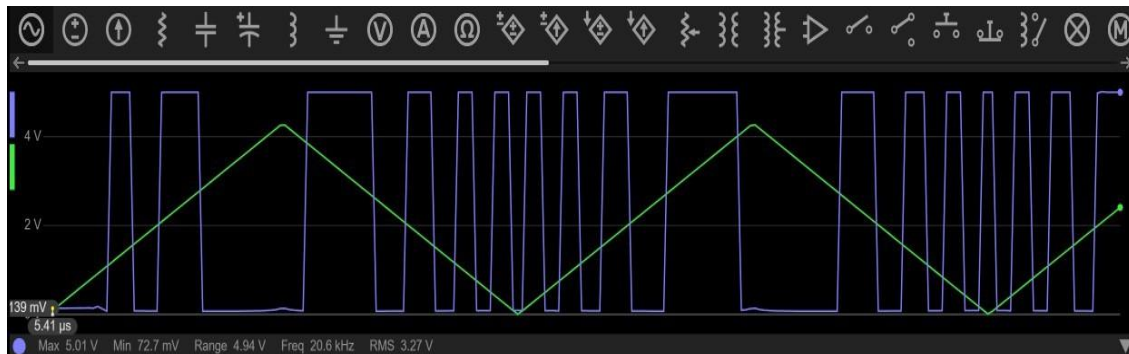 V A Ω M
4 V
2 V
139 mV
5.41 μs
Max 5.01 V Min 72.7 mV Range 4.94 V Freq 20.6 kHz RMS 3.27 V